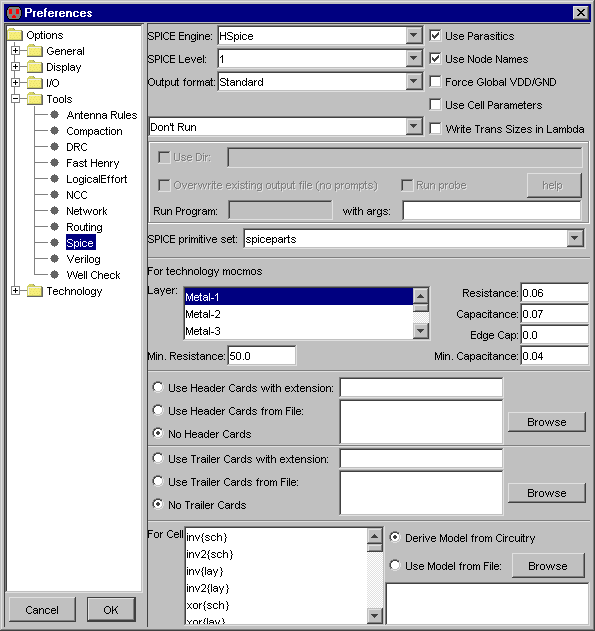 Preferences
Options
General
Display
I/O
Tools
Antenna Rules
Compaction
DRC
Fast Henry
LogicalEffort
NCC
Network
Routing
Spice
Verilog
Well Check
Technology
Cancel
OK
SPICE Engine: HSpice
Use Parasitics
SPICE Level: 1
Use Node Names
Output format: Standard
Force Global VDD/GND
Use Cell Parameters
Don't Run
Write Trans Sizes in Lambda
Use Dir:
Overwrite existing output file (no prompts)
Run probe
help
Run Program:
with args:
SPICE primitive set: spiceparts
For technology mocmos
Layer:
Metal-1
Metal-2
Metal-3
Resistance: 0.06
Capacitance: 0.07
Edge Cap: 0.0
Min. Resistance: 50.0
Min. Capacitance: 0.04
Use Header Cards with extension:
Use Header Cards from File:
Browse
No Header Cards
Use Trailer Cards with extension:
Use Trailer Cards from File:
Browse
No Trailer Cards
For Cell
inv{sch}
inv2{sch}
inv{lay}
inv2{lay}
xor{sch}
xor{lay}
Derive Model from Circuitry
Use Model from File:
Browse